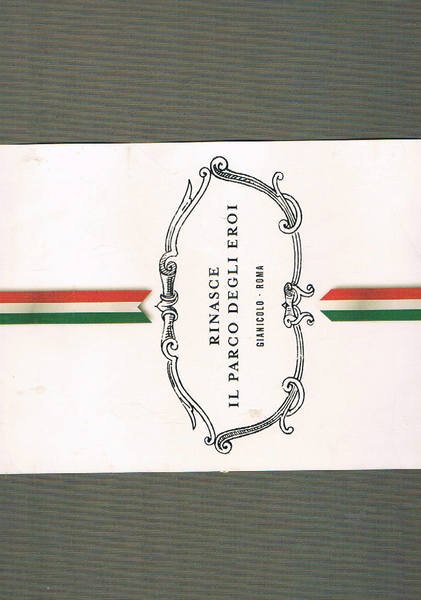 RINASCE
IL PARCO DEGLI EROI
GIANICOLO · ROMA